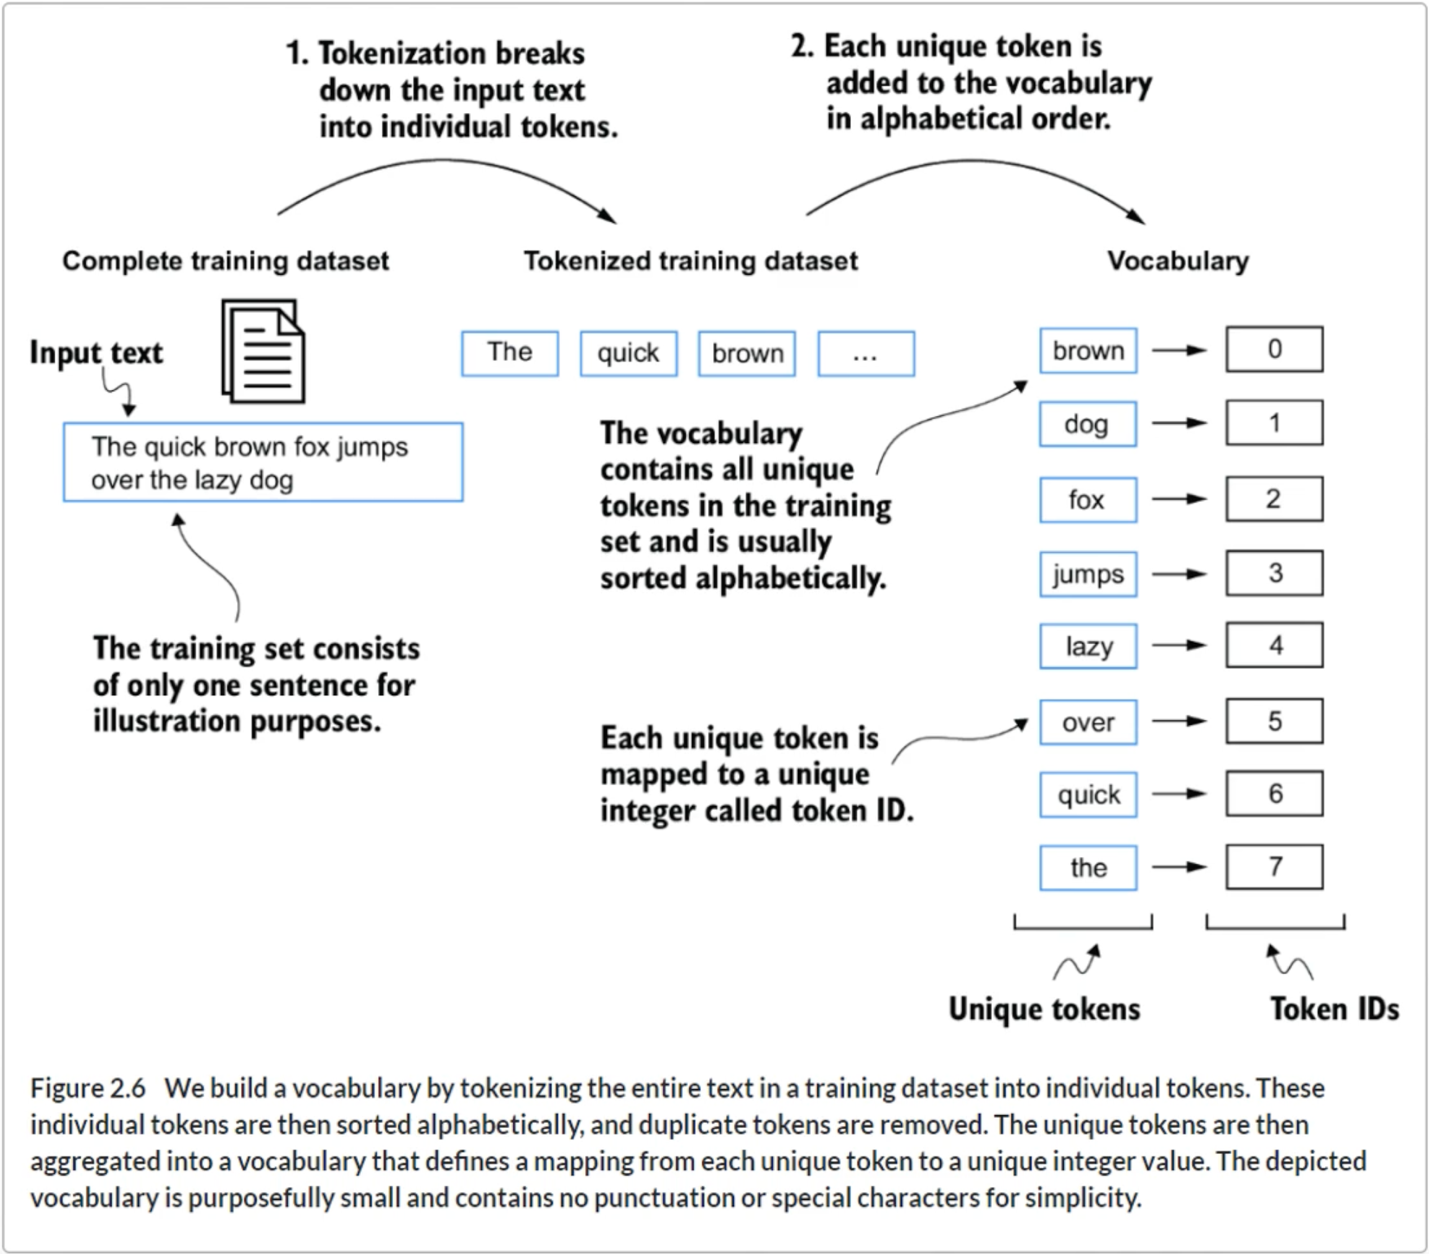 1. Tokenization breaks
down the input text
into individual tokens.
2. Each unique token is
added to the vocabulary
in alphabetical order.
Complete training dataset
Tokenized training dataset
Vocabulary
Input text
The quick brown fox jumps
over the lazy dog
The training set consists
of only one sentence for
illustration purposes.
The quick brown ...
The vocabulary
contains all unique
tokens in the training
set and is usually
sorted alphabetically.
Each unique token is
mapped to a unique
integer called token ID.
brown 0
dog 1
fox 2
jumps 3
lazy 4
over 5
quick 6
the 7
Unique tokens
Token IDs
Figure 2.6 We build a vocabulary by tokenizing the entire text in a training dataset into individual tokens. These
individual tokens are then sorted alphabetically, and duplicate tokens are removed. The unique tokens are then
aggregated into a vocabulary that defines a mapping from each unique token to a unique integer value. The depicted
vocabulary is purposefully small and contains no punctuation or special characters for simplicity.